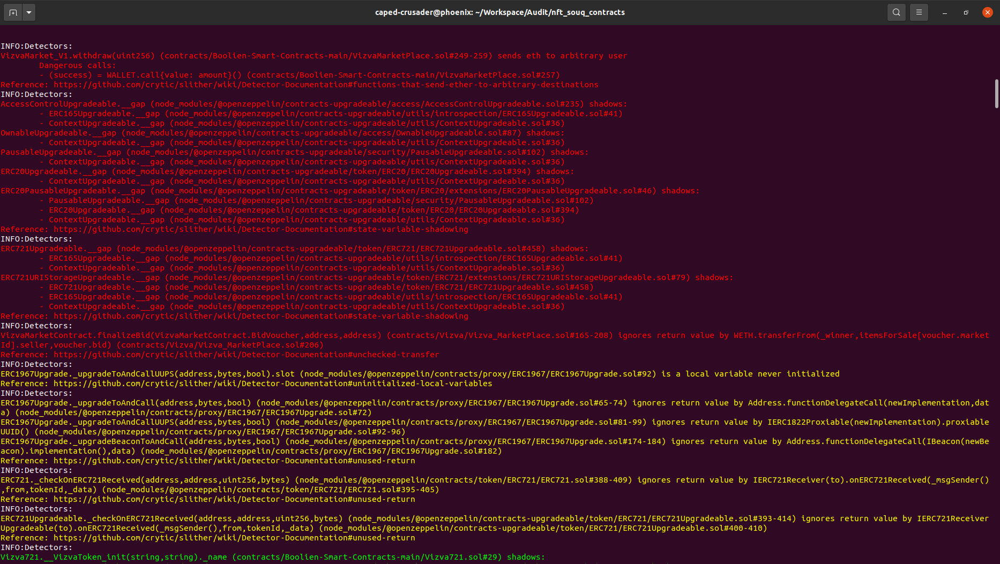 caped-crusader@phoenix: ~/Workspace/Audit/nft_souq_contracts
INFO:Detectors:
VizvaMarket_V1.withdraw(uint256) (contracts/Boolien-Smart-Contracts-main/VizvaMarketPlace.sol#249-259) sends eth to arbitrary user
Dangerous calls:
- (success) = WALLET.call{value: amount}() (contracts/Boolien-Smart-Contracts-main/VizvaMarketPlace.sol#257)
Reference: https://github.com/crytic/slither/wiki/Detector-Documentation#functions-that-send-ether-to-arbitrary-destinations
INFO:Detectors:
AccessControlUpgradeable.__gap (node_modules/@openzeppelin/contracts-upgradeable/access/AccessControlUpgradeable.sol#235) shadows:
- ERC165Upgradeable.__gap (node_modules/@openzeppelin/contracts-upgradeable/utils/introspection/ERC165Upgradeable.sol#41)
- ContextUpgradeable.__gap (node_modules/@openzeppelin/contracts-upgradeable/utils/ContextUpgradeable.sol#36)
OwnableUpgradeable.__gap (node_modules/@openzeppelin/contracts-upgradeable/access/OwnableUpgradeable.sol#87) shadows:
- ContextUpgradeable.__gap (node_modules/@openzeppelin/contracts-upgradeable/utils/ContextUpgradeable.sol#36)
PausableUpgradeable.__gap (node_modules/@openzeppelin/contracts-upgradeable/security/PausableUpgradeable.sol#102) shadows:
- ContextUpgradeable.__gap (node_modules/@openzeppelin/contracts-upgradeable/utils/ContextUpgradeable.sol#36)
ERC20Upgradeable.__gap (node_modules/@openzeppelin/contracts-upgradeable/token/ERC20/ERC20Upgradeable.sol#394) shadows:
- ContextUpgradeable.__gap (node_modules/@openzeppelin/contracts-upgradeable/utils/ContextUpgradeable.sol#36)
ERC20PausableUpgradeable.__gap (node_modules/@openzeppelin/contracts-upgradeable/token/ERC20/extensions/ERC20PausableUpgradeable.sol#46) shadows:
- PausableUpgradeable.__gap (node_modules/@openzeppelin/contracts-upgradeable/security/PausableUpgradeable.sol#102)
- ERC20Upgradeable.__gap (node_modules/@openzeppelin/contracts-upgradeable/token/ERC20/ERC20Upgradeable.sol#394)
- ContextUpgradeable.__gap (node_modules/@openzeppelin/contracts-upgradeable/utils/ContextUpgradeable.sol#36)
Reference: https://github.com/crytic/slither/wiki/Detector-Documentation#state-variable-shadowing
INFO:Detectors:
ERC721Upgradeable.__gap (node_modules/@openzeppelin/contracts-upgradeable/token/ERC721/ERC721Upgradeable.sol#458) shadows:
- ERC165Upgradeable.__gap (node_modules/@openzeppelin/contracts-upgradeable/utils/introspection/ERC165Upgradeable.sol#41)
- ContextUpgradeable.__gap (node_modules/@openzeppelin/contracts-upgradeable/utils/ContextUpgradeable.sol#36)
ERC721URIStorageUpgradeable.__gap (node_modules/@openzeppelin/contracts-upgradeable/token/ERC721/extensions/ERC721URIStorageUpgradeable.sol#79) shadows:
- ERC721Upgradeable.__gap (node_modules/@openzeppelin/contracts-upgradeable/token/ERC721/ERC721Upgradeable.sol#458)
- ERC165Upgradeable.__gap (node_modules/@openzeppelin/contracts-upgradeable/utils/introspection/ERC165Upgradeable.sol#41)
- ContextUpgradeable.__gap (node_modules/@openzeppelin/contracts-upgradeable/utils/ContextUpgradeable.sol#36)
Reference: https://github.com/crytic/slither/wiki/Detector-Documentation#state-variable-shadowing
INFO:Detectors:
VizvaMarketContract.finalizeBid(VizvaMarketContract.BidVoucher,address,address) (contracts/Vizva/Vizva_MarketPlace.sol#165-208) ignores return value by WETH.transferFrom(_winner,itemsForSale[voucher.market
Id].seller,voucher.bid) (contracts/Vizva/Vizva_MarketPlace.sol#206)
Reference: https://github.com/crytic/slither/wiki/Detector-Documentation#unchecked-transfer
INFO:Detectors:
ERC1967Upgrade._upgradeToAndCallUUPS(address,bytes,bool).slot (node_modules/@openzeppelin/contracts/proxy/ERC1967/ERC1967Upgrade.sol#92) is a local variable never initialized
Reference: https://github.com/crytic/slither/wiki/Detector-Documentation#uninitialized-local-variables
INFO:Detectors:
ERC1967Upgrade._upgradeToAndCall(address,bytes,bool) (node_modules/@openzeppelin/contracts/proxy/ERC1967/ERC1967Upgrade.sol#65-74) ignores return value by Address.functionDelegateCall(newImplementation,dat
a) (node_modules/@openzeppelin/contracts/proxy/ERC1967/ERC1967Upgrade.sol#72)
ERC1967Upgrade._upgradeToAndCallUUPS(address,bytes,bool) (node_modules/@openzeppelin/contracts/proxy/ERC1967/ERC1967Upgrade.sol#81-99) ignores return value by IERC1822Proxiable(newImplementation).proxiable
UUID() (node_modules/@openzeppelin/contracts/proxy/ERC1967/ERC1967Upgrade.sol#92-96)
ERC1967Upgrade._upgradeBeaconToAndCall(address,bytes,bool) (node_modules/@openzeppelin/contracts/proxy/ERC1967/ERC1967Upgrade.sol#174-184) ignores return value by Address.functionDelegateCall(IBeacon(newBe
acon).implementation(),data) (node_modules/@openzeppelin/contracts/proxy/ERC1967/ERC1967Upgrade.sol#182)
Reference: https://github.com/crytic/slither/wiki/Detector-Documentation#unused-return
INFO:Detectors:
ERC721._checkOnERC721Received(address,address,uint256,bytes) (node_modules/@openzeppelin/contracts/token/ERC721/ERC721.sol#388-409) ignores return value by IERC721Receiver(to).onERC721Received(_msgSender()
,from,tokenId,_data) (node_modules/@openzeppelin/contracts/token/ERC721/ERC721.sol#395-405)
Reference: https://github.com/crytic/slither/wiki/Detector-Documentation#unused-return
INFO:Detectors:
ERC721Upgradeable._checkOnERC721Received(address,address,uint256,bytes) (node_modules/@openzeppelin/contracts-upgradeable/token/ERC721/ERC721Upgradeable.sol#393-414) ignores return value by IERC721Receiver
Upgradeable(to).onERC721Received(_msgSender(),from,tokenId,_data) (node_modules/@openzeppelin/contracts-upgradeable/token/ERC721/ERC721Upgradeable.sol#400-410)
Reference: https://github.com/crytic/slither/wiki/Detector-Documentation#unused-return
INFO:Detectors:
Vizva721.__VizvaToken_init(string,string)._name (contracts/Boolien-Smart-Contracts-main/Vizva721.sol#29) shadows: